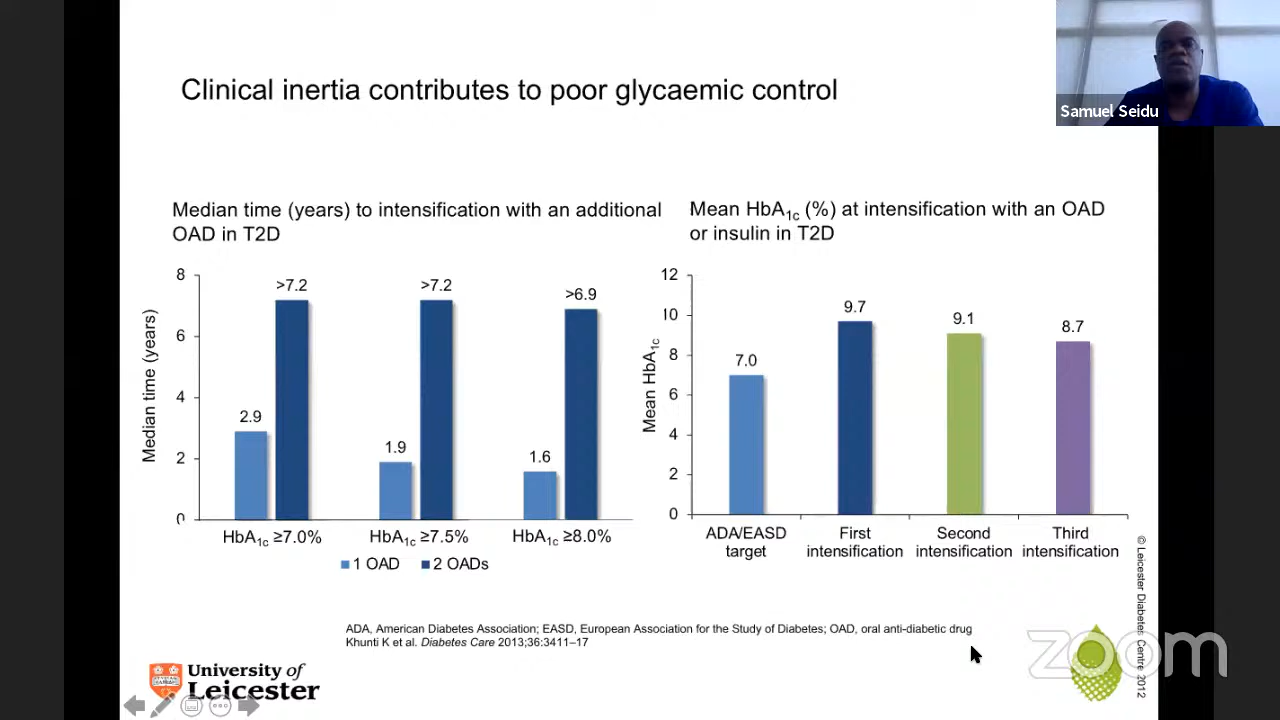 Clinical inertia contributes to poor glycaemic control
Samuel Seidu
Median time (years) to intensification with an additional
OAD in T2D
Median time (years)
8
6
4
2
0
2.9
>7.2
1.9
>7.2
1.6
>6.9
HbA1c ≥7.0%
HbA1c ≥7.5%
HbA1c ≥8.0%
1 OAD
2 OADs
Mean HbA1c (%) at intensification with an OAD
or insulin in T2D
Mean HbA1c
12
10
8
6
4
2
0
7.0
9.7
9.1
8.7
ADA/EASD
target
First
intensification
Second
intensification
Third
intensification
ADA, American Diabetes Association; EASD, European Association for the Study of Diabetes; OAD, oral anti-diabetic drug
Khunti K et al. Diabetes Care 2013;36:3411–17
© Leicester Diabetes Centre 2012
University of
Leicester
zoom